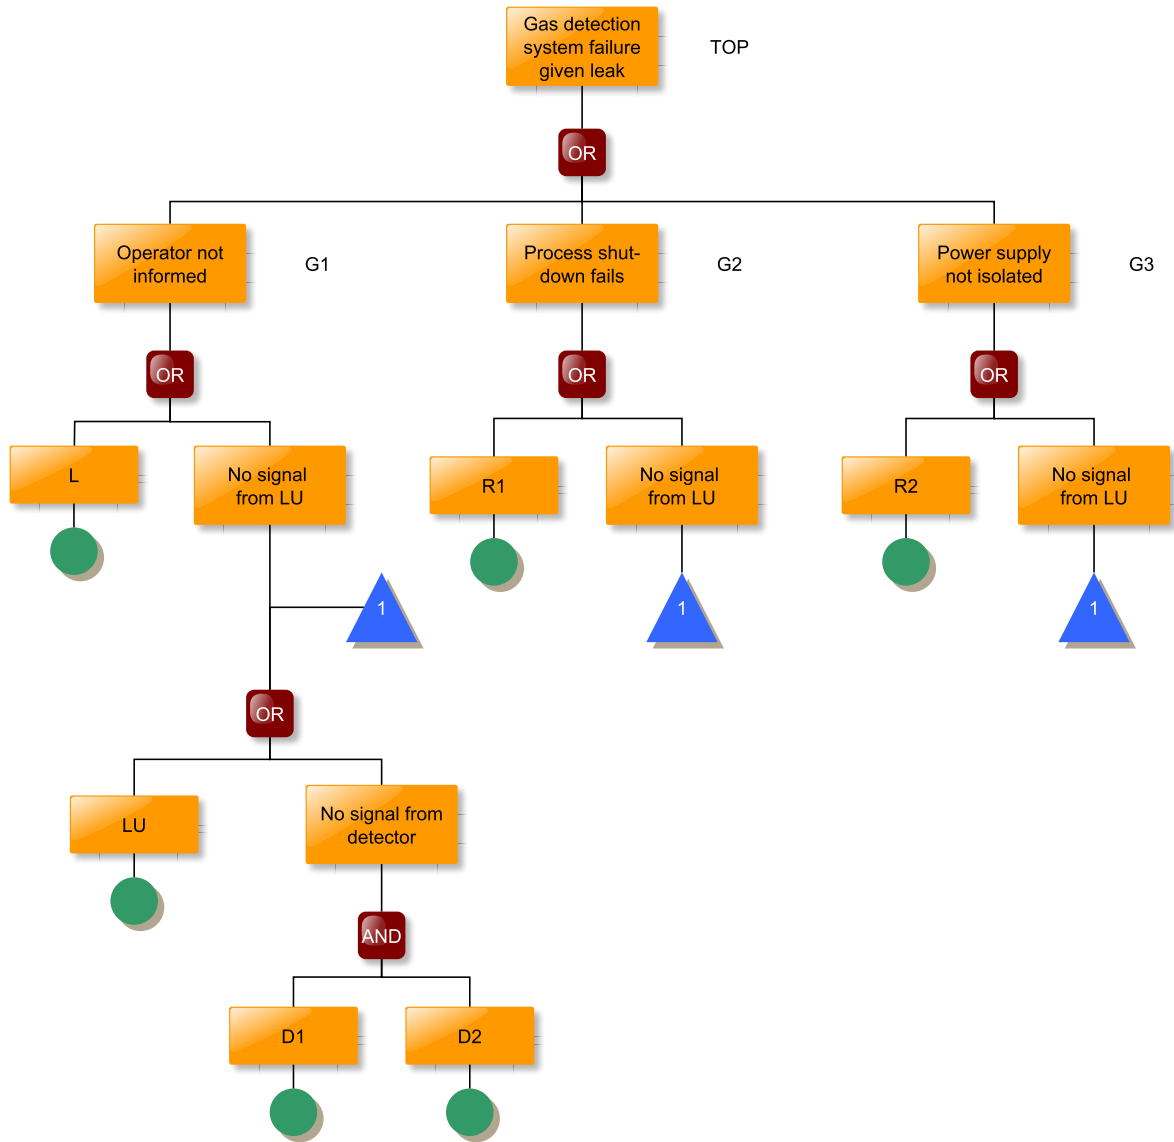 Gas detection
system failure
given leak
TOP
OR
Operator not
informed
G1
Process shut-
down fails
G2
Power supply
not isolated
G3
OR
OR
OR
L
No signal
from LU
R1
No signal
from LU
R2
No signal
from LU
1
1
1
OR
LU
No signal from
detector
AND
D1
D2